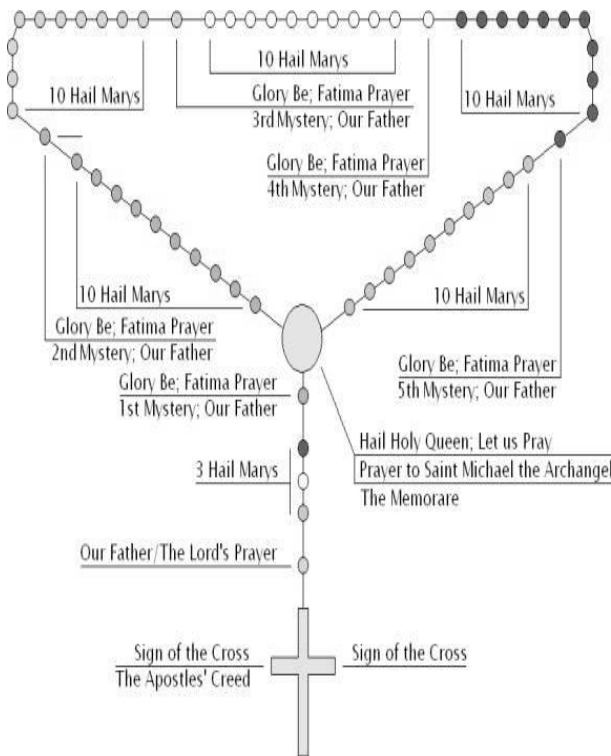 10 Hail Marys
10 Hail Marys
10 Hail Marys
Glory Be; Fatima Prayer
3rd Mystery; Our Father
Glory Be; Fatima Prayer
4th Mystery; Our Father
10 Hail Marys
10 Hail Marys
Glory Be; Fatima Prayer
2nd Mystery; Our Father
Glory Be; Fatima Prayer
5th Mystery; Our Father
Glory Be; Fatima Prayer
1st Mystery; Our Father
Hail Holy Queen; Let us Pray
Prayer to Saint Michael the Archangel
The Memorare
3 Hail Marys
Our Father/The Lord's Prayer
Sign of the Cross
The Apostles' Creed
Sign of the Cross